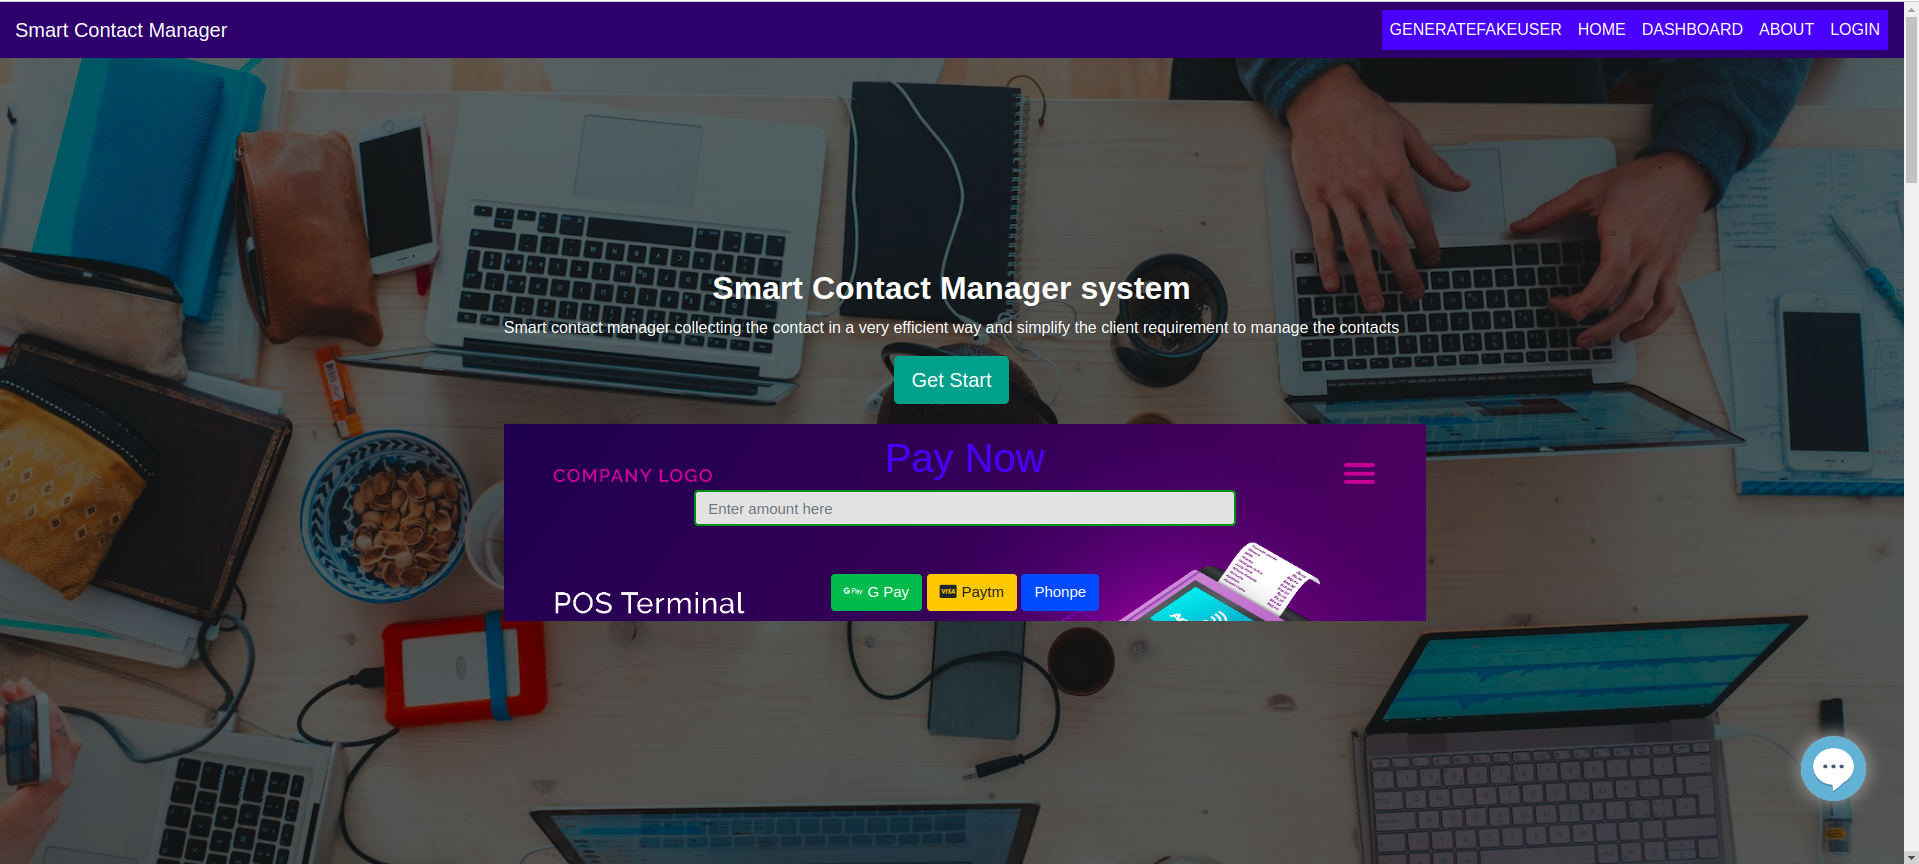 Smart Contact Manager
GENERATEFAKEUSER HOME DASHBOARD ABOUT LOGIN
Smart Contact Manager system
Smart contact manager collecting the contact in a very efficient way and simplify the client requirement to manage the contacts
Get Start
Pay Now
COMPANY LOGO
Enter amount here
POS Terminal
G Pay G Pay
VISA Paytm
Phonpe